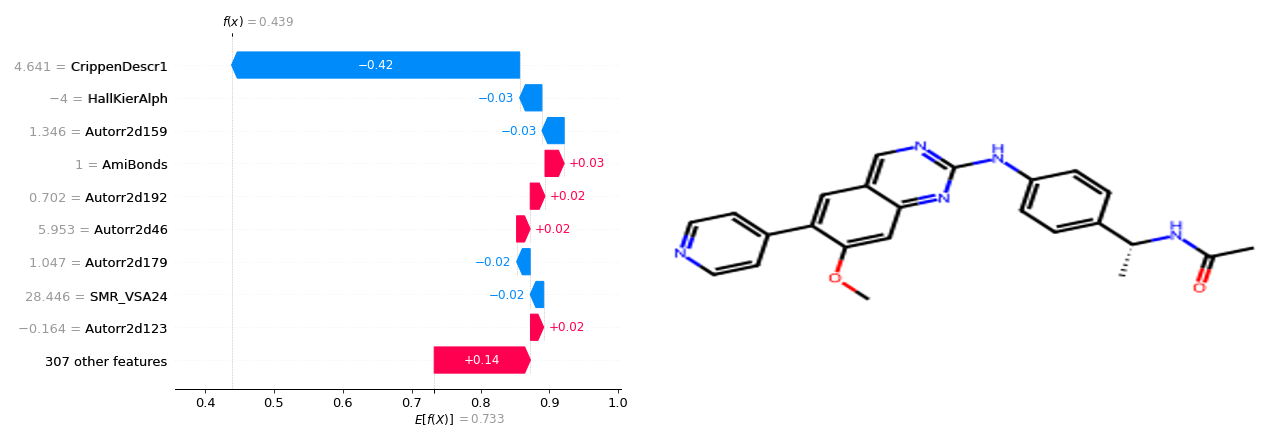 f(x) = 0.439
4.641 = CrippenDescr1
−0.42
−4 = HallKierAlph
−0.03
1.346 = Autorr2d159
−0.03
1 = AmiBonds
+0.03
0.702 = Autorr2d192
+0.02
5.953 = Autorr2d46
+0.02
1.047 = Autorr2d179
−0.02
28.446 = SMR_VSA24
−0.02
−0.164 = Autorr2d123
+0.02
307 other features
+0.14
0.4 0.5 0.6 0.7 0.8 0.9 1.0
E[f(X)] = 0.733
N
N
H
N
N
O
H
N
O